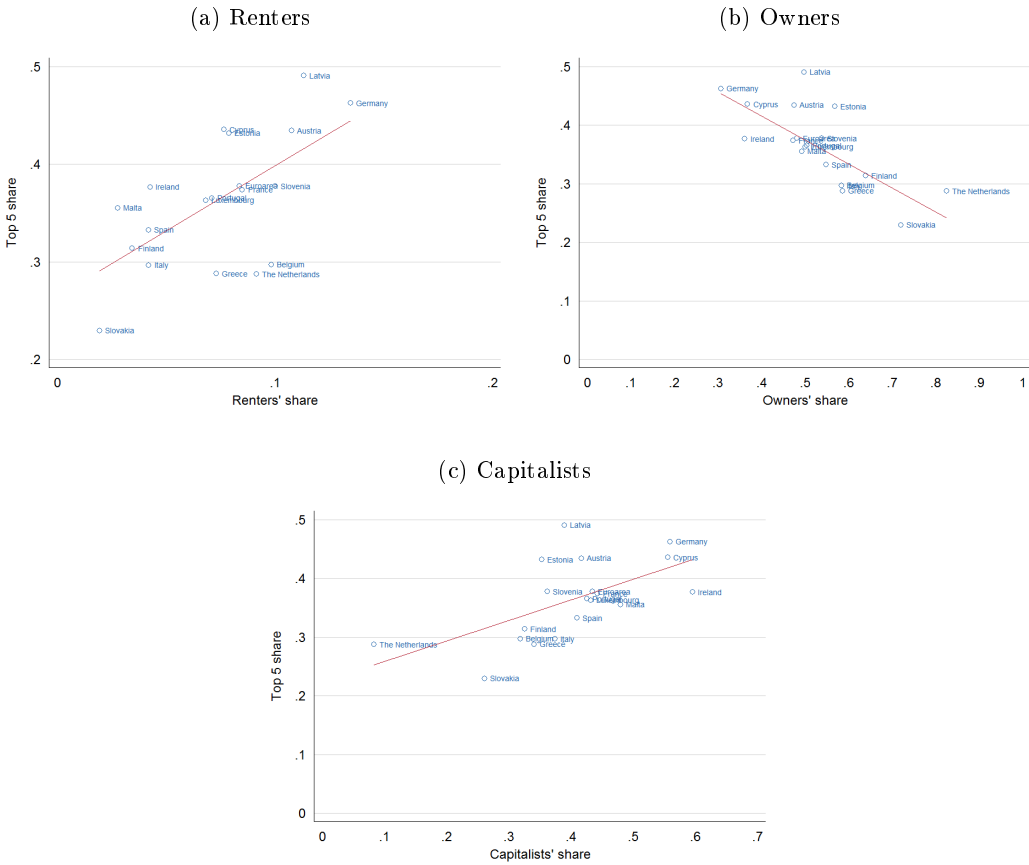 (a) Renters
.5
.4
.3
.2
Top 5 share
Latvia
Germany
Cyprus
Estonia
Austria
Ireland
Euroarea
France
Slovenia
Portugal
Luxembourg
Malta
Spain
Finland
Italy
Belgium
Greece
The Netherlands
Slovakia
0 .1 .2
Renters' share
(b) Owners
.5
.4
.3
.2
.1
0
Top 5 share
Latvia
Germany
Cyprus
Austria
Estonia
Ireland
Euroarea
Slovenia
France
Portugal
Luxembourg
Malta
Spain
Finland
Belgium
Greece
The Netherlands
Slovakia
0 .1 .2 .3 .4 .5 .6 .7 .8 .9 1
Owners' share
(c) Capitalists
.5
.4
.3
.2
.1
0
Top 5 share
Latvia
Germany
Estonia
Austria
Cyprus
Slovenia
Euroarea
France
Ireland
Portugal
Luxembourg
Malta
Spain
Finland
Belgium
Italy
Greece
The Netherlands
Slovakia
0 .1 .2 .3 .4 .5 .6 .7
Capitalists' share